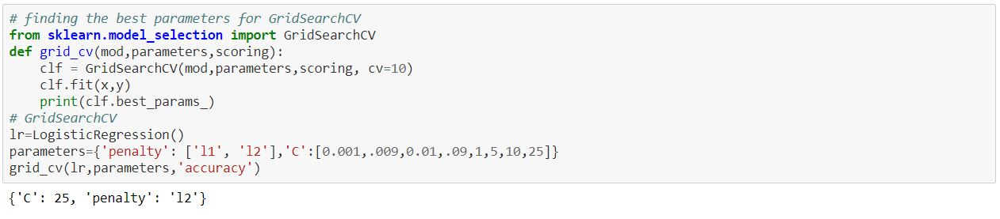 # finding the best parameters for GridSearchCV
from sklearn.model_selection import GridSearchCV
def grid_cv(mod,parameters,scoring):
    clf = GridSearchCV(mod,parameters,scoring, cv=10)
    clf.fit(x,y)
    print(clf.best_params_)
# GridSearchCV
lr=LogisticRegression()
parameters={'penalty': ['l1', 'l2'],'C':[0.001,.009,0.01,.09,1,5,10,25]}
grid_cv(lr,parameters,'accuracy')
{'C': 25, 'penalty': 'l2'}